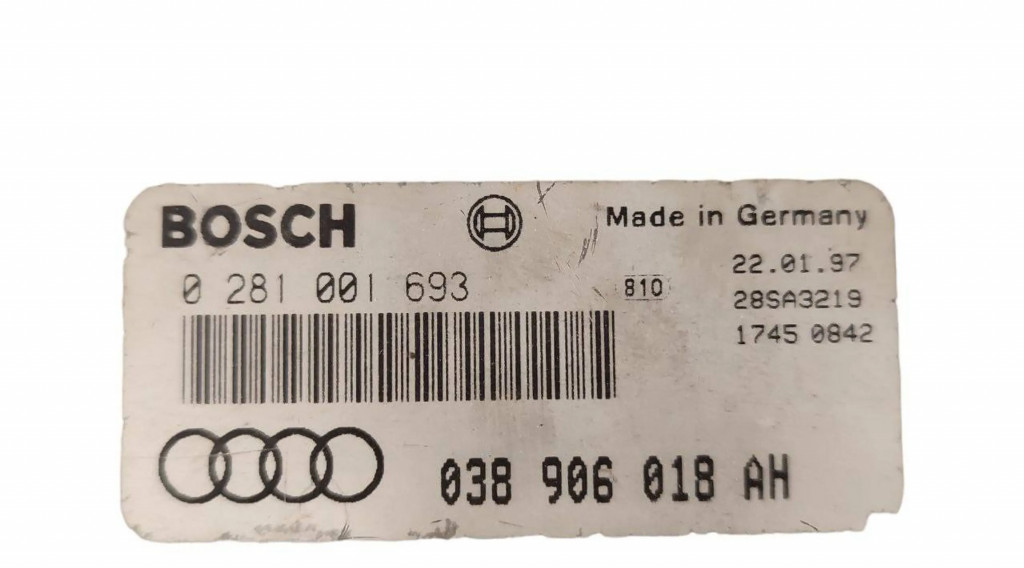 BOSCH
Made in Germany
22.01.97
0 281 001 693
810
28SA3219
1745 0842
038 906 018 AH